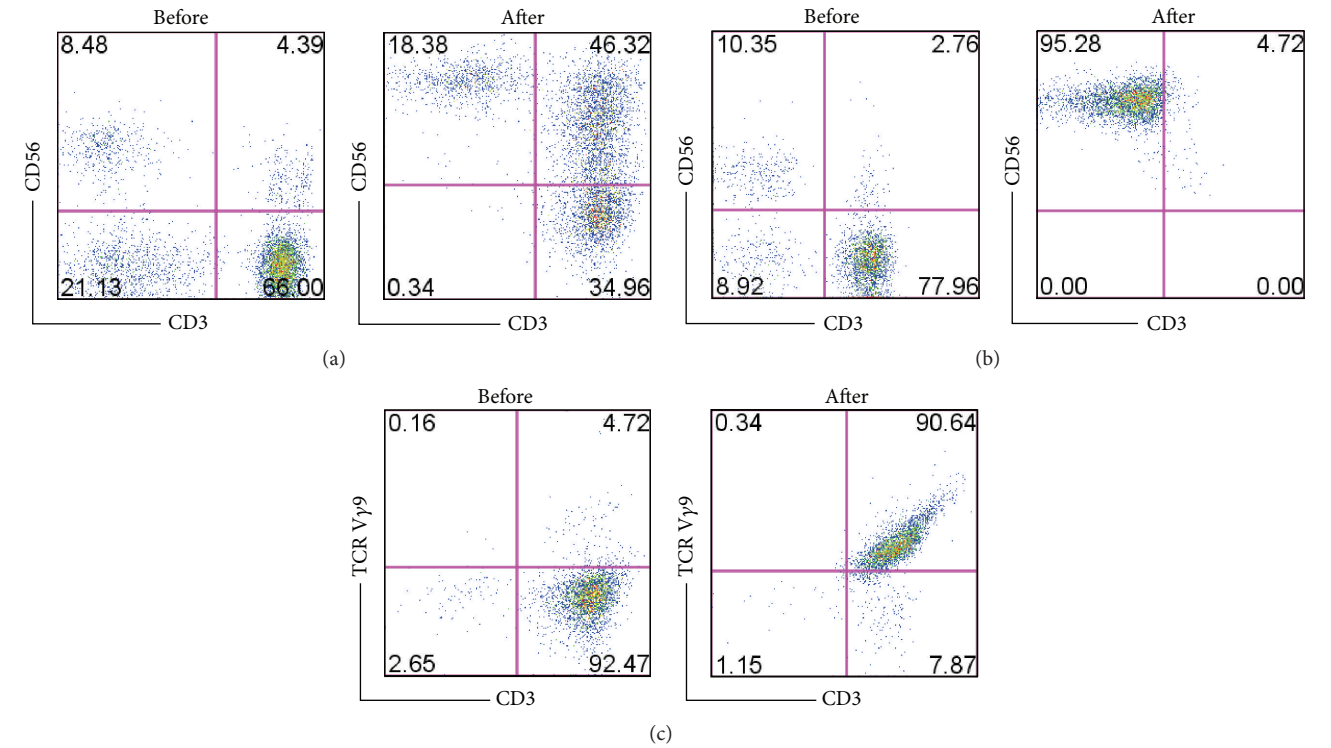 Before
After
Before
After
8.48 4.39
18.38 46.32
10.35 2.76
95.28 4.72
CD56
CD56
CD56
CD56
21.13 66.00
0.34 34.96
8.92 77.96
0.00 0.00
CD3
CD3
CD3
CD3
(a)
(b)
Before
After
0.16 4.72
0.34 90.64
TCR Vγ9
TCR Vγ9
2.65 92.47
1.15 7.87
CD3
CD3
(c)